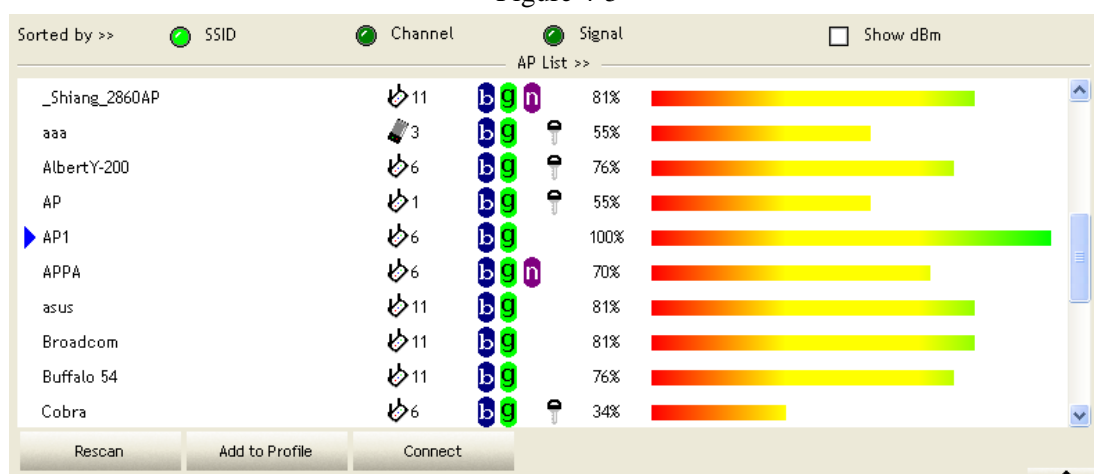 Sorted by >> SSID Channel Signal Show dBm
AP List >>
_Shiang_2860AP 11 b g n 81%
aaa 3 b g 55%
AlbertY-200 6 b g 76%
AP 1 b g 55%
AP1 6 b g 100%
APPA 6 b g n 70%
asus 11 b g 81%
Broadcom 11 b g 81%
Buffalo 54 11 b g 76%
Cobra 6 b g 34%
Rescan Add to Profile Connect